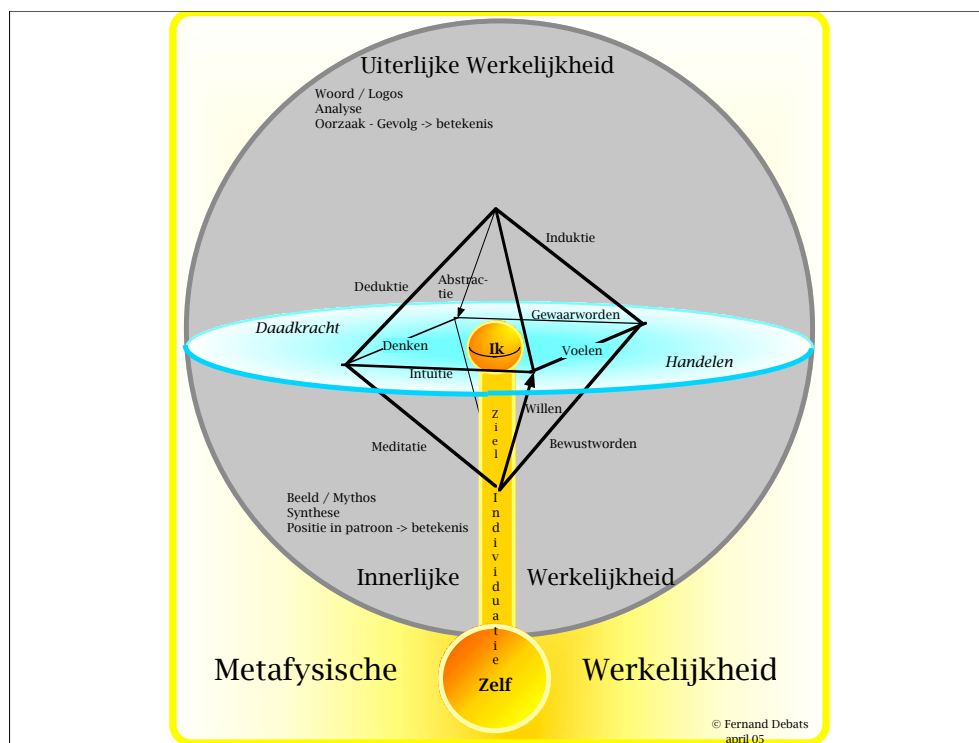 Uiterlijke Werkelijkheid
Woord / Logos
Analyse
Oorzaak - Gevolg -> betekenis
Induktie
Deduktie
Abstrac-
tie
Gewaarworden
Daadkracht
Denken
Ik
Voelen
Handelen
Intuïtie
Willen
Meditatie
Bewustworden
Ziel
Beeld / Mythos
Synthese
Positie in patroon -> betekenis
Individuatie
Innerlijke Werkelijkheid
Metafysische Werkelijkheid
Zelf
© Fernand Debats
april 05